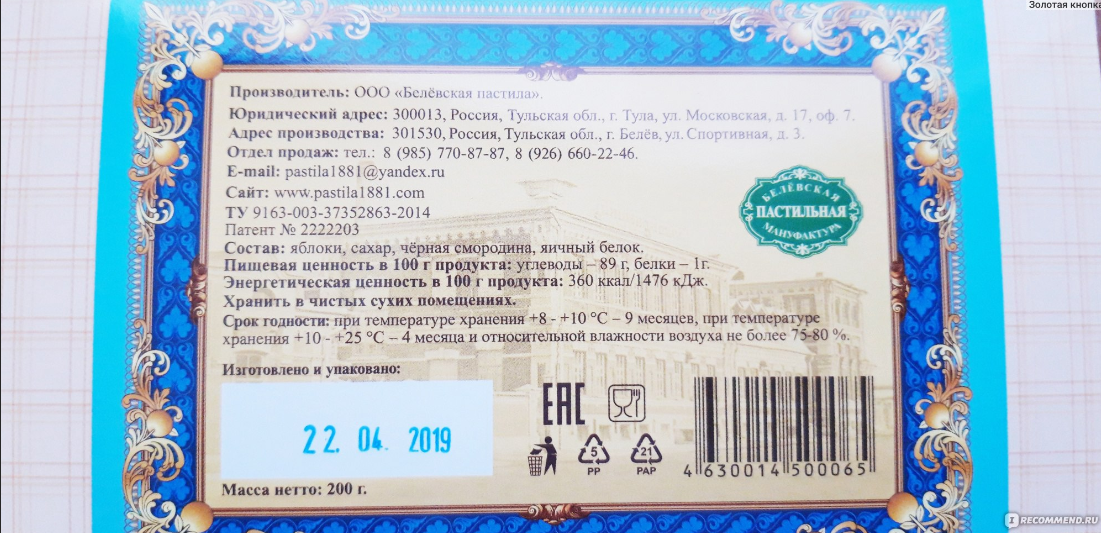 Золотая кнопка
Производитель: ООО «Белёвская пастила».
Юридический адрес: 300013, Россия, Тульская обл., г. Тула, ул. Московская, д. 17, оф. 7.
Адрес производства: 301530, Россия, Тульская обл., г. Белёв, ул. Спортивная, д. 3.
Отдел продаж: тел.: 8 (985) 770-87-87, 8 (926) 660-22-46.
E-mail: pastila1881@yandex.ru
Сайт: www.pastila1881.com
ТУ 9163-003-37352863-2014
Патент № 2222203
БЕЛЁВСКАЯ
ПАСТИЛЬНАЯ
МАНУФАКТУРА
Состав: яблоки, сахар, чёрная смородина, яичный белок.
Пищевая ценность в 100 г продукта: углеводы – 89 г, белки – 1г.
Энергетическая ценность в 100 г продукта: 360 ккал/1476 кДж.
Хранить в чистых сухих помещениях.
Срок годности: при температуре хранения +8 - +10 °С – 9 месяцев, при температуре
хранения +10 - +25 °С – 4 месяца и относительной влажности воздуха не более 75-80 %.
Изготовлено и упаковано:
22. 04. 2019
EAC
5
PP
21
PAP
4 630014 500065
Масса нетто: 200 г.
I RECOMMEND.RU